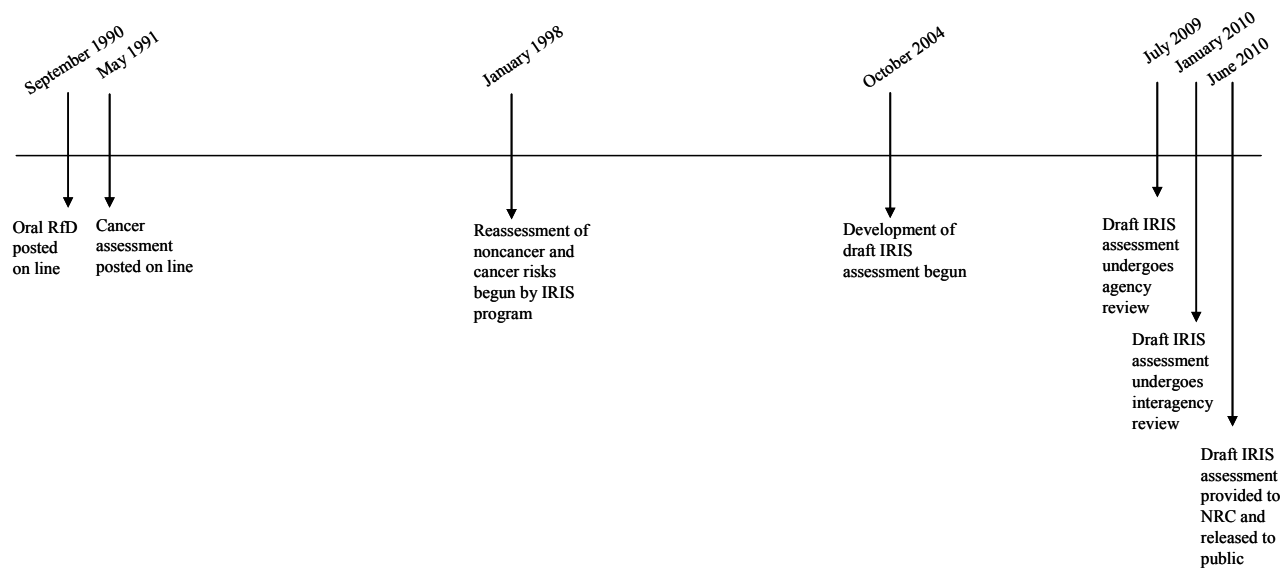 September 1990
May 1991
January 1998
October 2004
July 2009
January 2010
June 2010
Oral RfD
posted
on line
Cancer
assessment
posted on line
Reassessment of
noncancer and
cancer risks
begun by IRIS
program
Development of
draft IRIS
assessment begun
Draft IRIS
assessment
undergoes
agency
review
Draft IRIS
assessment
undergoes
interagency
review
Draft IRIS
assessment
provided to
NRC and
released to
public